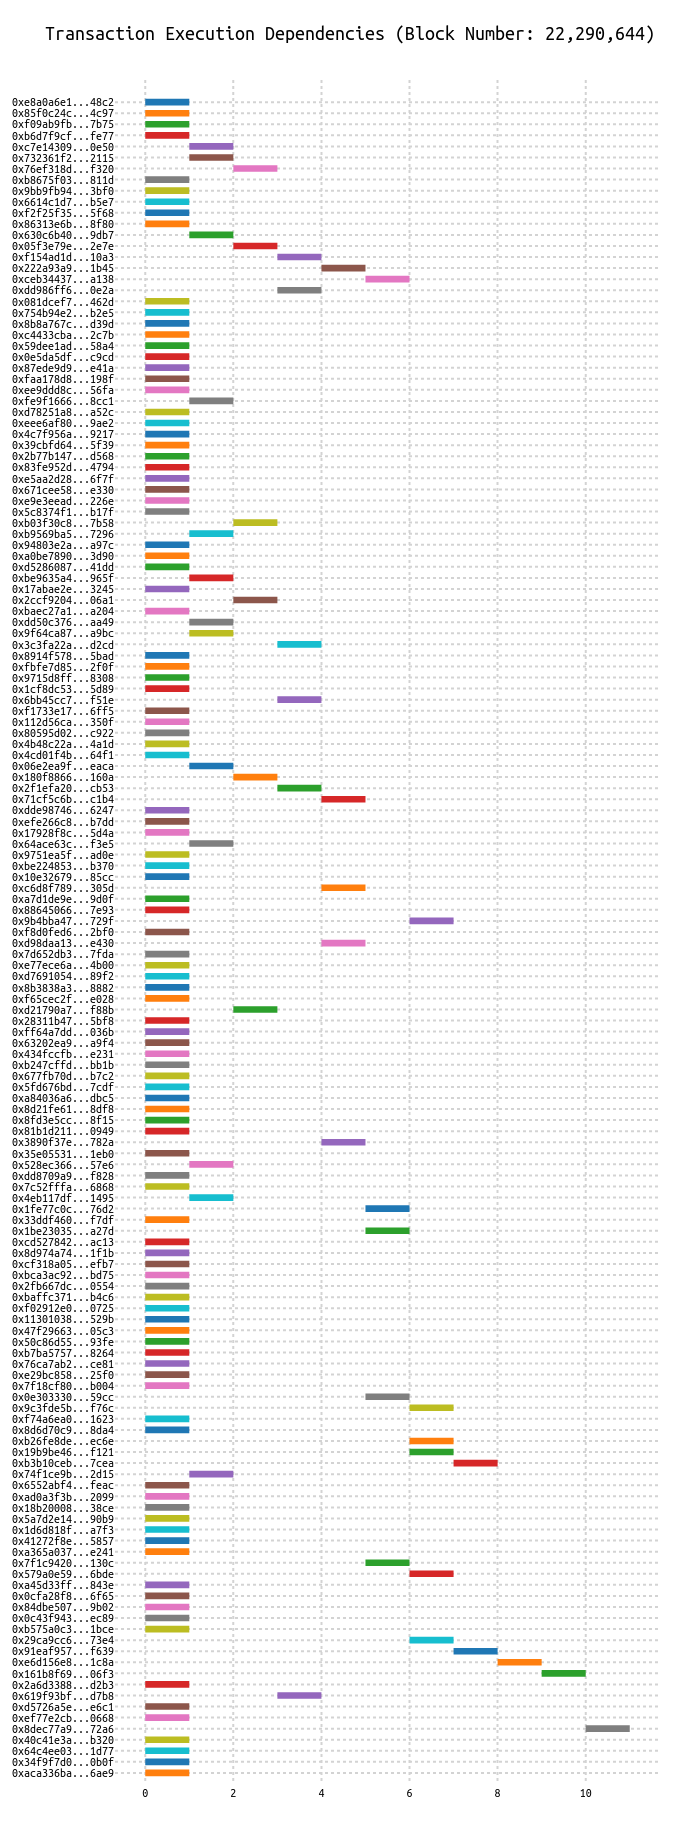 Transaction Execution Dependencies (Block Number: 22,290,644)
0xe8a0a6e1...48c2
0x85f0c24c...4c97
0xf09ab9fb...7b75
0xb6d7f9cf...fe77
0xc7e14309...0e50
0x732361f2...2115
0x76ef318d...f320
0xb8675f03...811d
0x9bb9fb94...3bf0
0x6614c1d7...b5e7
0xf2f25f35...5f68
0x86313e6b...8f80
0x630c6b40...9db7
0x05f3e79e...2e7e
0xf154ad1d...10a3
0x222a93a9...1b45
0xceb34437...a138
0xdd986ff6...0e2a
0x081dcef7...462d
0x754b94e2...b2e5
0x8b8a767c...d39d
0xc4433cba...2c7b
0x59dee1ad...58a4
0x0e5da5df...c9cd
0x87ede9d9...e41a
0xfaa178d8...198f
0xee9ddd8c...56fa
0xfe9f1666...8cc1
0xd78251a8...a52c
0xeee6af80...9ae2
0x4c7f956a...9217
0x39cbfd64...5f39
0x2b77b147...d568
0x83fe952d...4794
0xe5aa2d28...6f7f
0x671cee58...e330
0xe9e3eead...226e
0x5c8374f1...b17f
0xb03f30c8...7b58
0xb9569ba5...7296
0x94803e2a...a97c
0xa0be7890...3d90
0xd5286087...41dd
0xbe9635a4...965f
0x17abae2e...3245
0x2ccf9204...06a1
0xbaec27a1...a204
0xdd50c376...aa49
0x9f64ca87...a9bc
0x3c3fa22a...d2cd
0x8914f578...5bad
0xfbfe7d85...2f0f
0x9715d8ff...8308
0x1cf8dc53...5d89
0x6bb45cc7...f51e
0xf1733e17...6ff5
0x112d56ca...350f
0x80595d02...c922
0x4b48c22a...4a1d
0x4cd01f4b...64f1
0x06e2ea9f...eaca
0x180f8866...160a
0x2f1efa20...cb53
0x71cf5c6b...c1b4
0xdde98746...6247
0xefe266c8...b7dd
0x17928f8c...5d4a
0x64ace63c...f3e5
0x9751ea5f...ad0e
0xbe224853...b370
0x10e32679...85cc
0xc6d8f789...305d
0xa7d1de9e...9d0f
0x88645066...7e93
0x9b4bba47...729f
0xf8d0fed6...2bf0
0xd98daa13...e430
0x7d652db3...7fda
0xe77ece6a...4b00
0xd7691054...89f2
0x8b3838a3...8882
0xf65cec2f...e028
0xd21790a7...f88b
0x28311b47...5bf8
0xff64a7dd...036b
0x63202ea9...a9f4
0x434fccfb...e231
0xb247cffd...bb1b
0x677fb70d...b7c2
0x5fd676bd...7cdf
0xa84036a6...dbc5
0x8d21fe61...8df8
0x8fd3e5cc...8f15
0x81b1d211...0949
0x3890f37e...782a
0x35e05531...1eb0
0x528ec366...57e6
0xdd8709a9...f828
0x7c52fffa...6868
0x4eb117df...1495
0x1fe77c0c...76d2
0x33ddf460...f7df
0x1be23035...a27d
0xcd527842...ac13
0x8d974a74...1f1b
0xcf318a05...efb7
0xbca3ac92...bd75
0x2fb667dc...0554
0xbaffc371...b4c6
0xf02912e0...0725
0x11301038...529b
0x47f29663...05c3
0x50c86d55...93fe
0xb7ba5757...8264
0x76ca7ab2...ce81
0xe29bc858...25f0
0x7f18cf80...b004
0x0e303330...59cc
0x9c3fde5b...f76c
0xf74a6ea0...1623
0x8d6d70c9...8da4
0xb26fe8de...ec6e
0x19b9be46...f121
0xb3b10ceb...7cea
0x74f1ce9b...2d15
0x6552abf4...feac
0xad0a3f3b...2099
0x18b20008...38ce
0x5a7d2e14...90b9
0x1d6d818f...a7f3
0x41272f8e...5857
0xa365a037...e241
0x7f1c9420...130c
0x579a0e59...6bde
0xa45d33ff...843e
0x0cfa28f8...6f65
0x84dbe507...9b02
0x0c43f943...ec89
0xb575a0c3...1bce
0x29ca9cc6...73e4
0x91eaf957...f639
0xe6d156e8...1c8a
0x161b8f69...06f3
0x2a6d3388...d2b3
0x619f93bf...d7b8
0xd5726a5e...e6c1
0xef77e2cb...0668
0x8dec77a9...72a6
0x40c41e3a...b320
0x64c4ee03...1d77
0x34f9f7d0...0b0f
0xaca336ba...6ae9
0 2 4 6 8 10